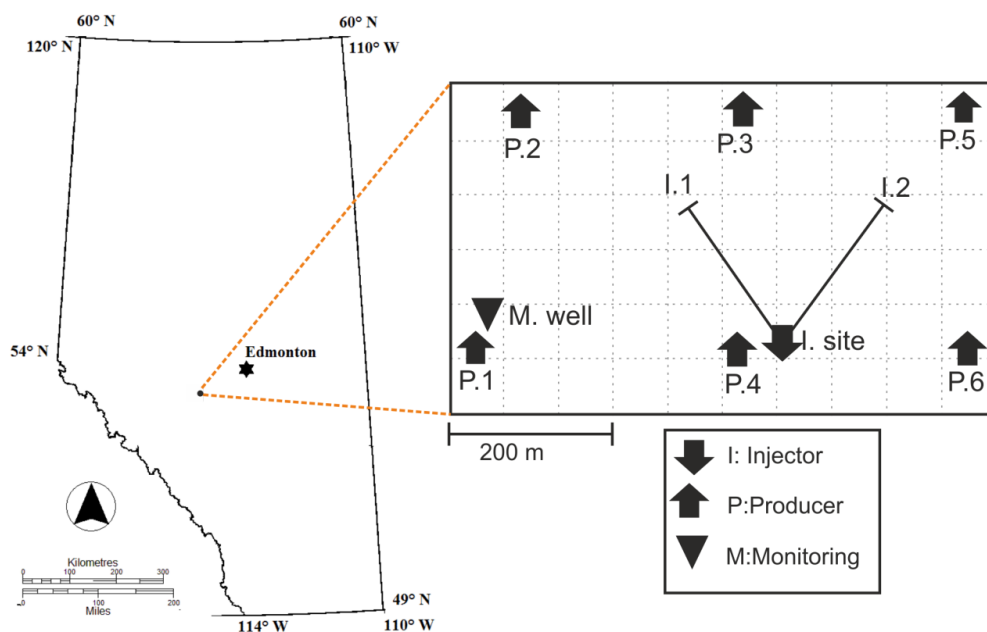 60° N
60° N
120° N
110° W
54° N
Edmonton
49° N
114° W
110° W
Kilometres
0 100 200 300
0 100 200
Miles
P.2
P.3
P.5
I.1
I.2
M. well
I. site
P.1
P.4
P.6
200 m
I: Injector
P:Producer
M:Monitoring